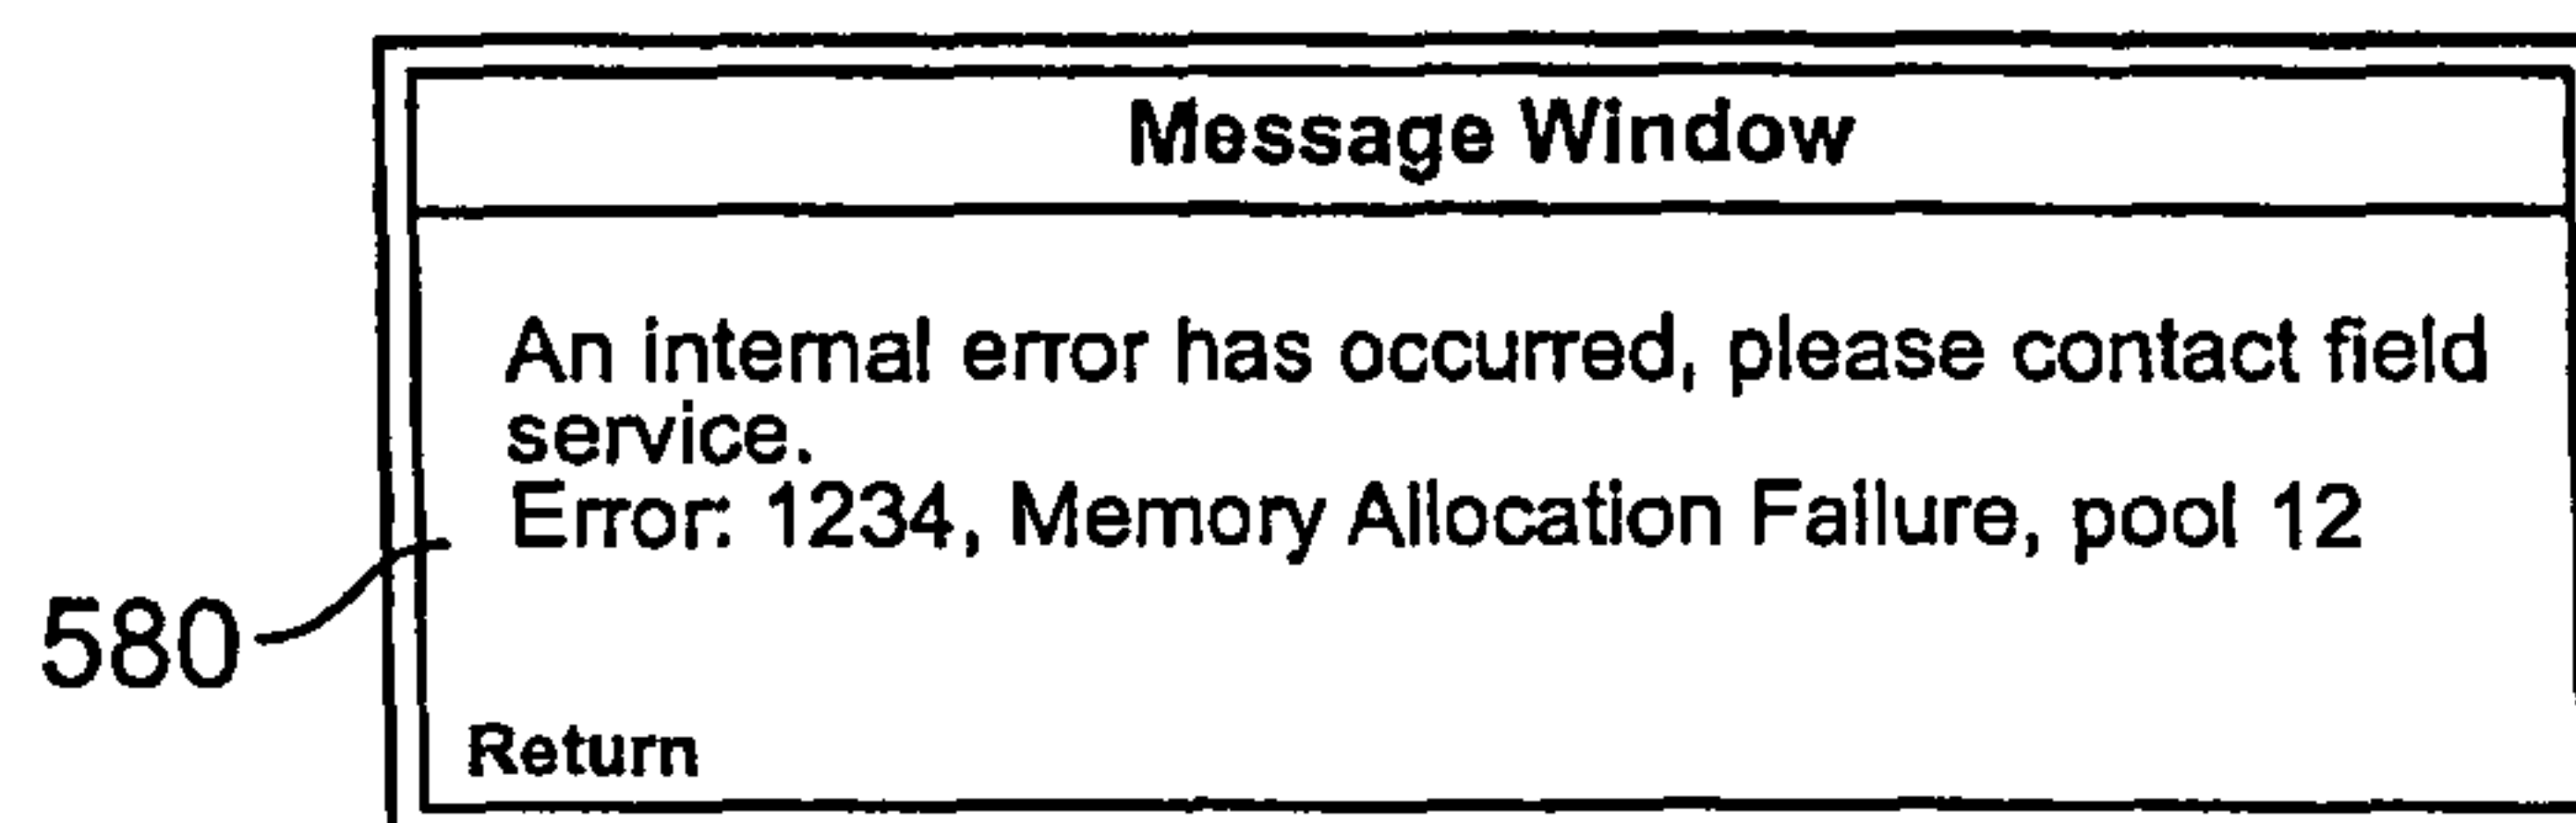 Message Window
An internal error has occurred, please contact field
service.
Error: 1234, Memory Allocation Failure, pool 12
580
Return